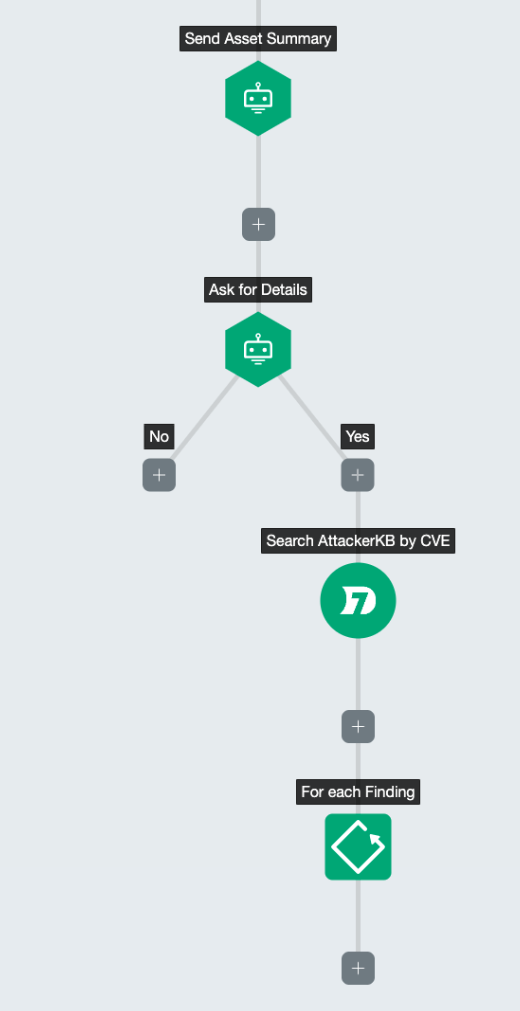 Send Asset Summary
Ask for Details
No
Yes
Search AttackerKB by CVE
For each Finding